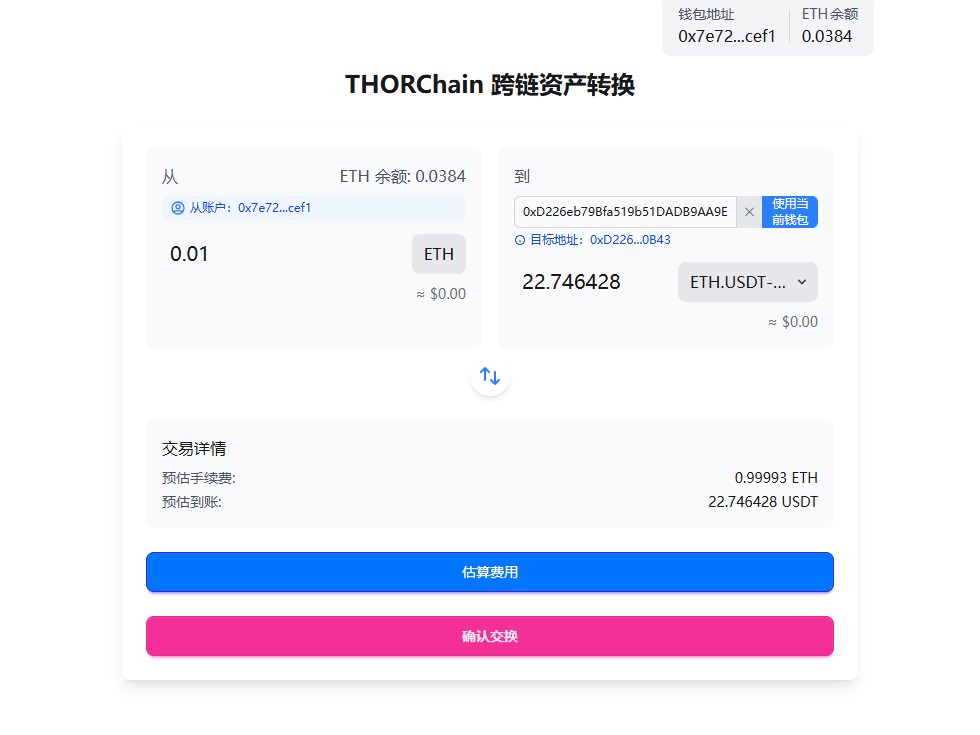 钱包地址
0x7e72...cef1
ETH余额
0.0384
THORChain 跨链资产转换
从
ETH 余额: 0.0384
从账户：0x7e72...cef1
0.01
ETH
≈ $0.00
到
0xD226eb79Bfa519b51DADB9AA9E
使用当
前钱包
目标地址：0xD226...0B43
22.746428
ETH.USDT-...
≈ $0.00
交易详情
预估手续费:
0.99993 ETH
预估到账:
22.746428 USDT
估算费用
确认交换